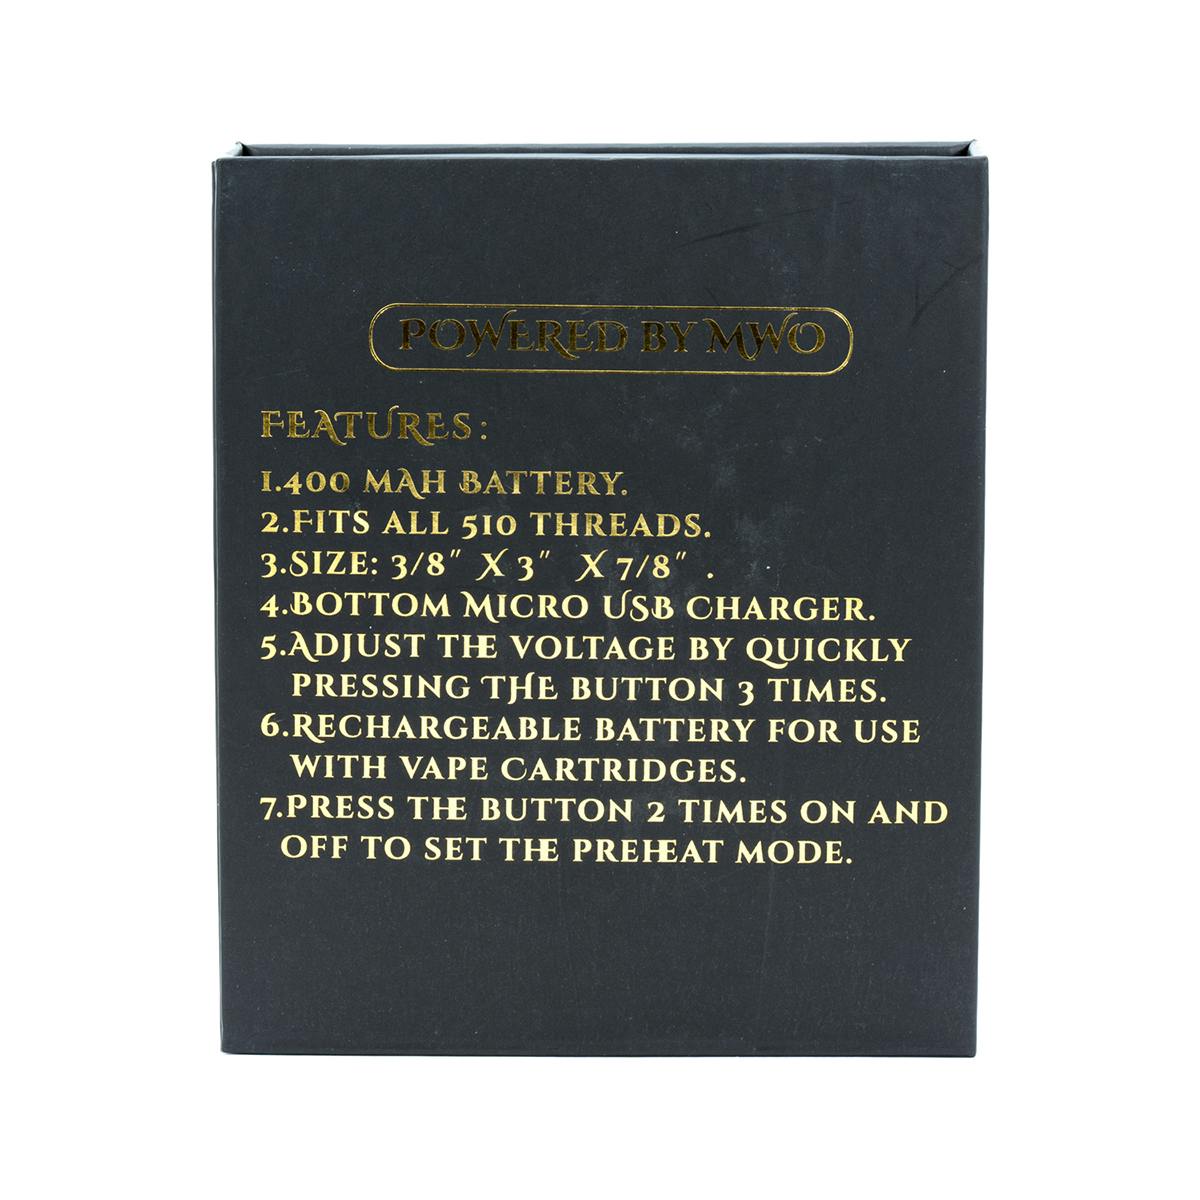 POWERED BY MWO
FEATURES:
1.400 MAH BATTERY.
2.FITS ALL 510 THREADS.
3.SIZE: 3/8" X 3" X 7/8" .
4.BOTTOM MICRO USB CHARGER.
5.ADJUST THE VOLTAGE BY QUICKLY
PRESSING THE BUTTON 3 TIMES.
6.RECHARGEABLE BATTERY FOR USE
WITH VAPE CARTRIDGES.
7.PRESS THE BUTTON 2 TIMES ON AND
OFF TO SET THE PREHEAT MODE.